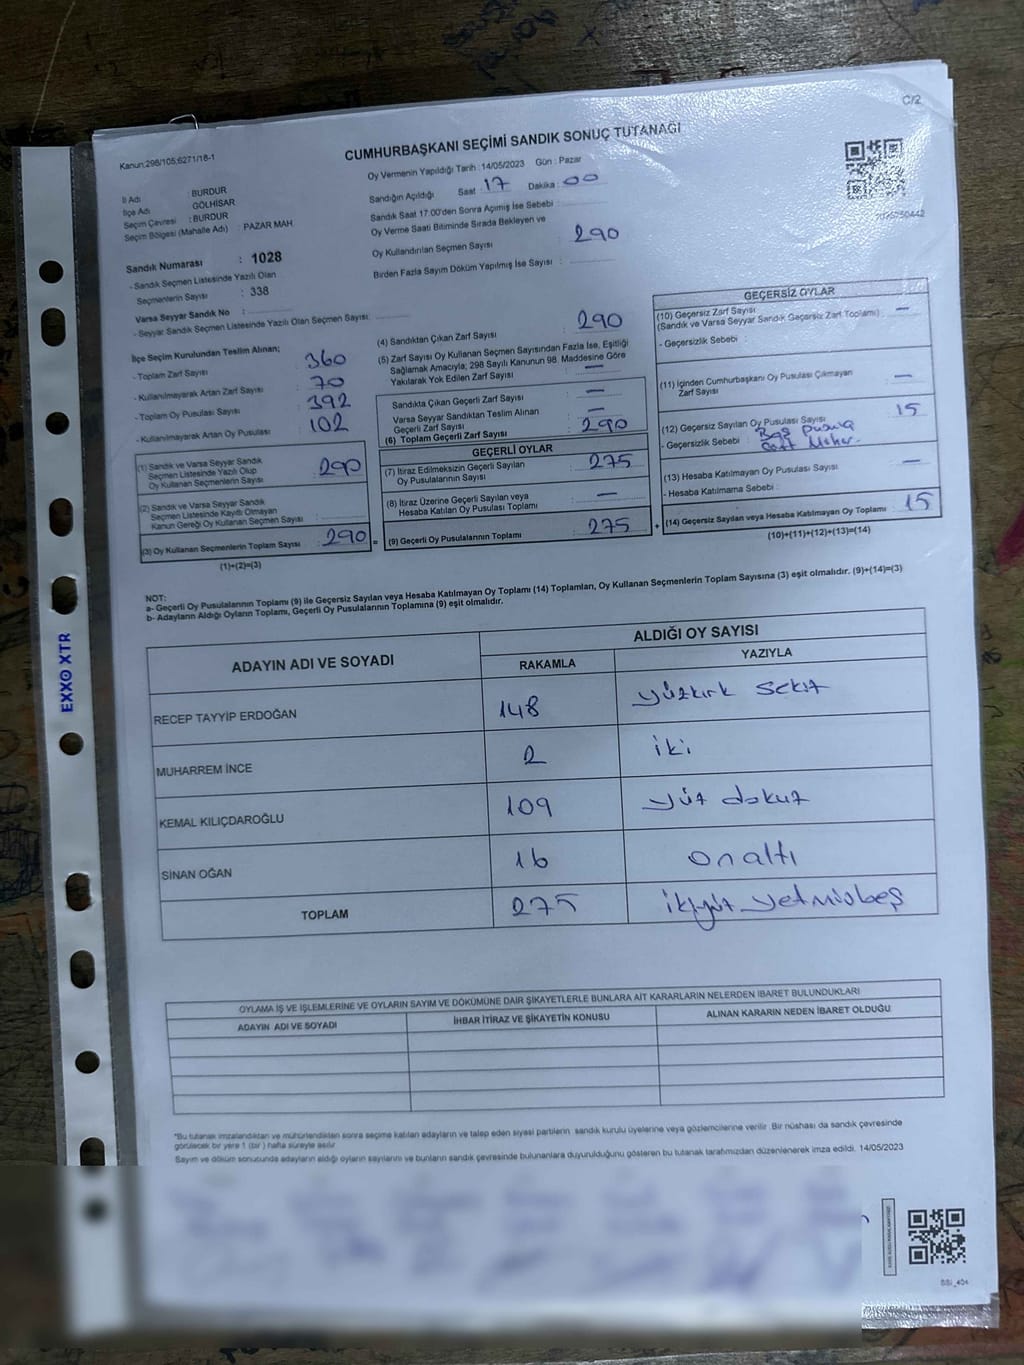 C/2
CUMHURBAŞKANI SEÇİMİ SANDIK SONUÇ TUTANAĞI
Kanun:298/105;6271/18-1
Oy Vermenin Yapıldığı Tarih : 14/05/2023 Gün : Pazar
İl Adı : BURDUR
İlçe Adı : GÖLHİSAR
Seçim Çevresi : BURDUR
Seçim Bölgesi (Mahalle Adı) : PAZAR MAH
Sandık Numarası : 1028
- Sandık Seçmen Listesinde Yazılı Olan
Seçmenlerin Sayısı : 338
Varsa Seyyar Sandık No :
- Seyyar Sandık Seçmen Listesinde Yazılı Olan Seçmen Sayısı:
Sandığın Açıldığı Saat : 17 Dakika : 00
Sandık Saat 17:00'den Sonra Açımış İse Sebebi :
Oy Verme Saati Bitiminde Sırada Bekleyen ve
Oy Kullandırılan Seçmen Sayısı : 290
Birden Fazla Sayım Döküm Yapılmış İse Sayısı :
İlçe Seçim Kurulundan Teslim Alınan;
- Toplam Zarf Sayısı : 360
- Kullanılmayarak Artan Zarf Sayısı : 70
- Toplam Oy Pusulası Sayısı : 392
- Kullanılmayarak Artan Oy Pusulası : 102
(1) Sandık ve Varsa Seyyar Sandık
Seçmen Listesinde Yazılı Olup
Oy Kullanan Seçmenlerin Sayısı : 290
(2) Sandık ve Varsa Seyyar Sandık
Seçmen Listesinde Kayıtlı Olmayan
Kanun Gereği Oy Kullanan Seçmen Sayısı :
(3) Oy Kullanan Seçmenlerin Toplam Sayısı : 290 =
(1)+(2)=(3)
(4) Sandıktan Çıkan Zarf Sayısı : 290
(5) Zarf Sayısı Oy Kullanan Seçmen Sayısından Fazla İse, Eşitliği
Sağlamak Amacıyla; 298 Sayılı Kanunun 98. Maddesine Göre
Yakılarak Yok Edilen Zarf Sayısı : —
Sandıkta Çıkan Geçerli Zarf Sayısı : —
Varsa Seyyar Sandıktan Teslim Alınan
Geçerli Zarf Sayısı : —
(6) Toplam Geçerli Zarf Sayısı : 290
GEÇERLİ OYLAR
(7) İtiraz Edilmeksizin Geçerli Sayılan
Oy Pusulalarının Sayısı : 275
(8) İtiraz Üzerine Geçerli Sayılan veya
Hesaba Katılan Oy Pusulası Toplamı : —
(9) Geçerli Oy Pusulalarının Toplamı : 275 +
GEÇERSİZ OYLAR
(10) Geçersiz Zarf Sayısı
(Sandık ve Varsa Seyyar Sandık Geçersiz Zarf Toplamı) : —
- Geçersizlik Sebebi :
(11) İçinden Cumhurbaşkanı Oy Pusulası Çıkmayan
Zarf Sayısı : —
(12) Geçersiz Sayılan Oy Pusulası Sayısı : 15
- Geçersizlik Sebebi :
(13) Hesaba Katılmayan Oy Pusulası Sayısı : —
- Hesaba Katılmama Sebebi :
(14) Geçersiz Sayılan veya Hesaba Katılmayan Oy Toplamı : 15
(10)+(11)+(12)+(13)=(14)
NOT:
a- Geçerli Oy Pusulalarının Toplamı (9) ile Geçersiz Sayılan veya Hesaba Katılmayan Oy Toplamı (14) Toplamları, Oy Kullanan Seçmenlerin Toplam Sayısına (3) eşit olmalıdır. (9)+(14)=(3)
b- Adayların Aldığı Oyların Toplamı, Geçerli Oy Pusulalarının Toplamına (9) eşit olmalıdır.
ADAYIN ADI VE SOYADI
ALDIĞI OY SAYISI
RAKAMLA YAZIYLA
RECEP TAYYİP ERDOĞAN 148 yüzkırk sekiz
MUHARREM İNCE 2 iki
KEMAL KILIÇDAROĞLU 109 yüz dokuz
SİNAN OĞAN 16 onaltı
TOPLAM 275 ikiyüz yetmişbeş
OYLAMA İŞ VE İŞLEMLERİNE VE OYLARIN SAYIM VE DÖKÜMÜNE DAİR ŞİKAYETLERLE BUNLARA AİT KARARLARIN NELERDEN İBARET BULUNDUKLARI
ADAYIN ADI VE SOYADI İHBAR İTİRAZ VE ŞİKAYETİN KONUSU ALINAN KARARIN NEDEN İBARET OLDUĞU
*Bu tutanak imzalandıktan ve mühürlendikten sonra seçime katılan adayların ve talep eden siyasi partilerin sandık kurulu üyelerine veya gözlemcilerine verilir. Bir nüshası da sandık çevresinde
görülecek bir yere 1 (bir) hafta süreyle asılır
Sayım ve döküm sonucunda adayların aldığı oyların sayılarını ve bunların sandık çevresinde bulunanlara duyurulduğunu gösteren bu tutanak tarafımızdan düzenlenerek imza edildi. 14/05/2023
EXXO XTR